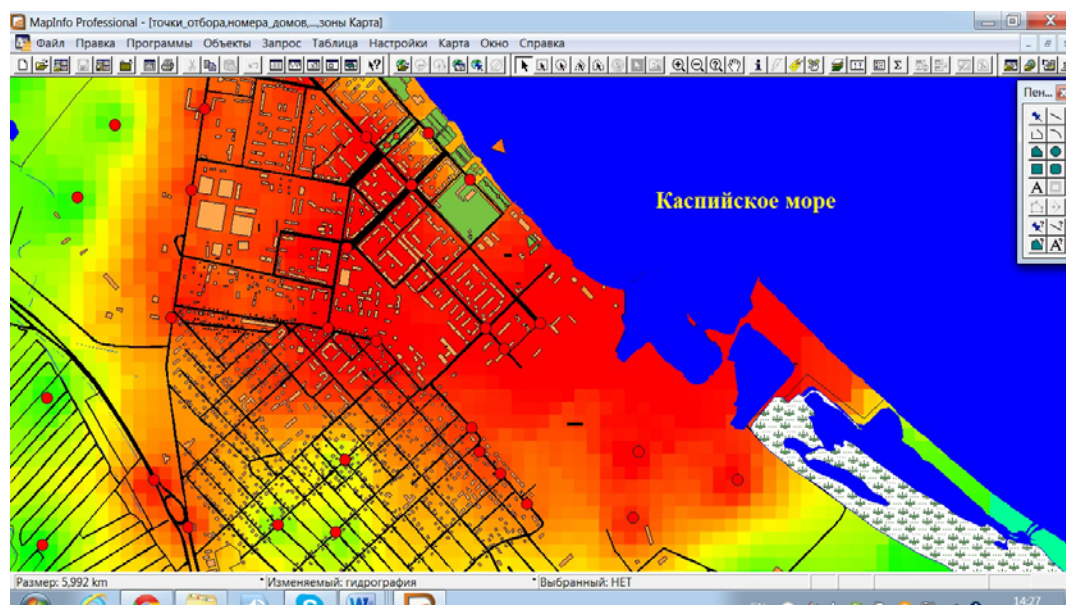 MapInfo Professional - [точки_отбора,номера_домов,...,зоны Карта]
Файл Правка Программы Объекты Запрос Таблица Настройки Карта Окно Справка
Пен...
Каспийское море
Размер: 5,992 km Изменяемый: гидрография Выбранный: НЕТ
14:27